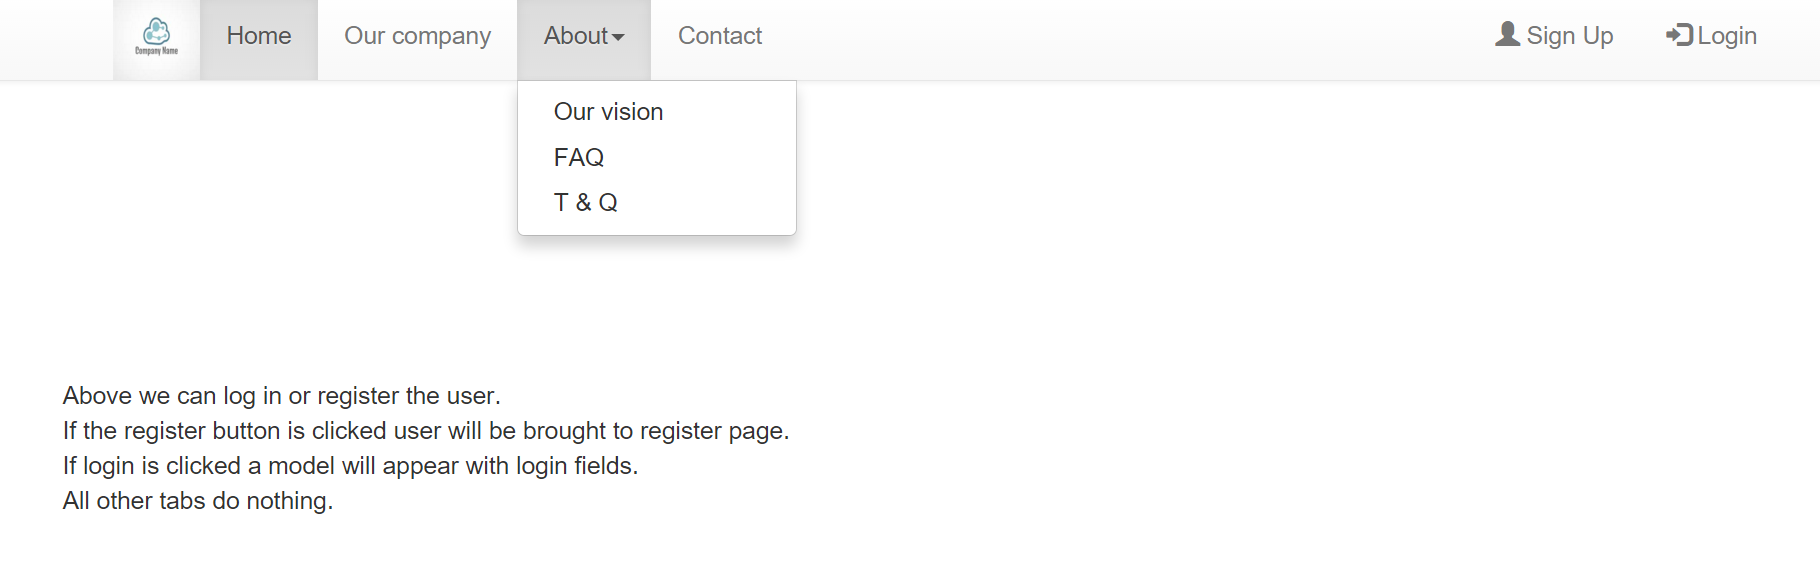 Company Name
Home Our company About Contact Sign Up Login
Our vision
FAQ
T & Q
Above we can log in or register the user.
If the register button is clicked user will be brought to register page.
If login is clicked a model will appear with login fields.
All other tabs do nothing.